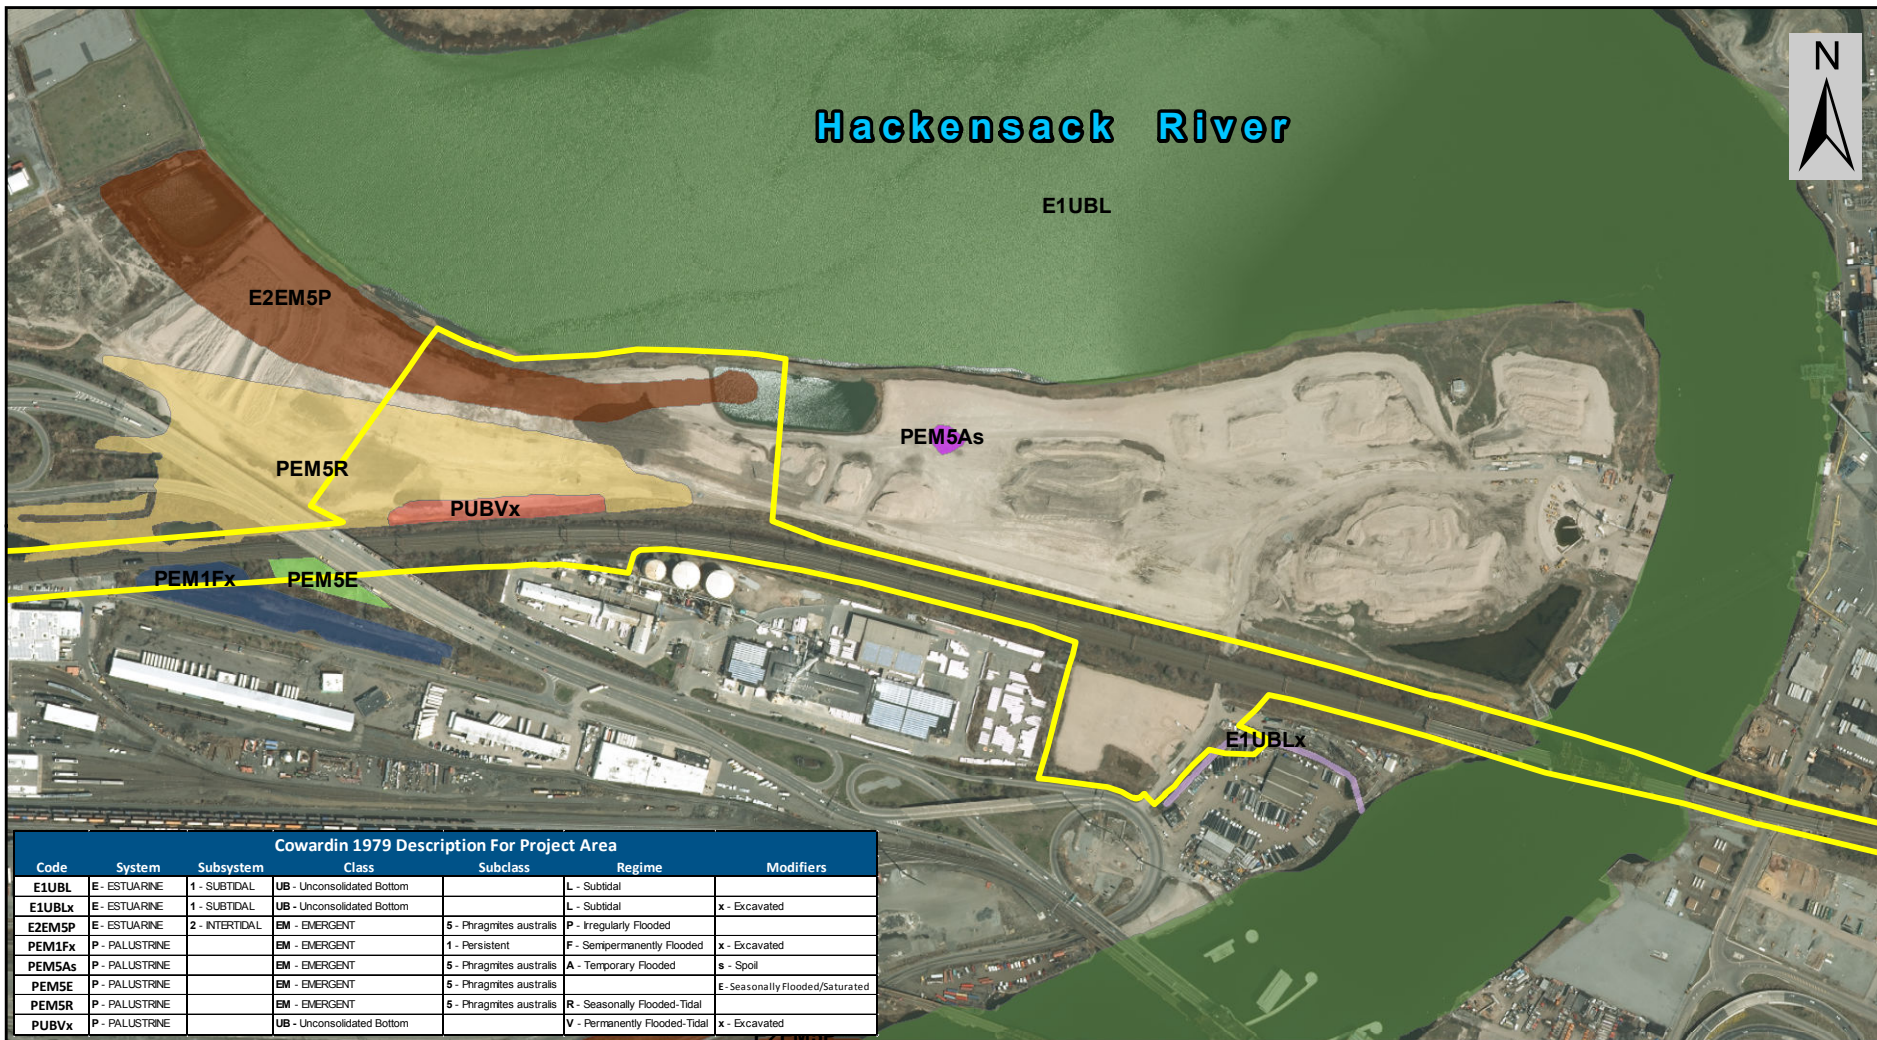 N
Hackensack River
E1UBL
E2EM5P
PEM5As
PEM5R
PUBVx
PEM1Fx
PEM5E
E1UBLx
Cowardin 1979 Description For Project Area
Code System Subsystem Class Subclass Regime Modifiers
E1UBL E - ESTUARINE 1 - SUBTIDAL UB - Unconsolidated Bottom L - Subtidal
E1UBLx E - ESTUARINE 1 - SUBTIDAL UB - Unconsolidated Bottom L - Subtidal x - Excavated
E2EM5P E - ESTUARINE 2 - INTERTIDAL EM - EMERGENT 5 - Phragmites australis P - Irregularly Flooded
PEM1Fx P - PALUSTRINE EM - EMERGENT 1 - Persistent F - Semipermanently Flooded x - Excavated
PEM5As P - PALUSTRINE EM - EMERGENT 5 - Phragmites australis A - Temporary Flooded s - Spoil
PEM5E P - PALUSTRINE EM - EMERGENT 5 - Phragmites australis E - Seasonally Flooded/Saturated
PEM5R P - PALUSTRINE EM - EMERGENT 5 - Phragmites australis R - Seasonally Flooded-Tidal
PUBVx P - PALUSTRINE UB - Unconsolidated Bottom V - Permanently Flooded-Tidal x - Excavated